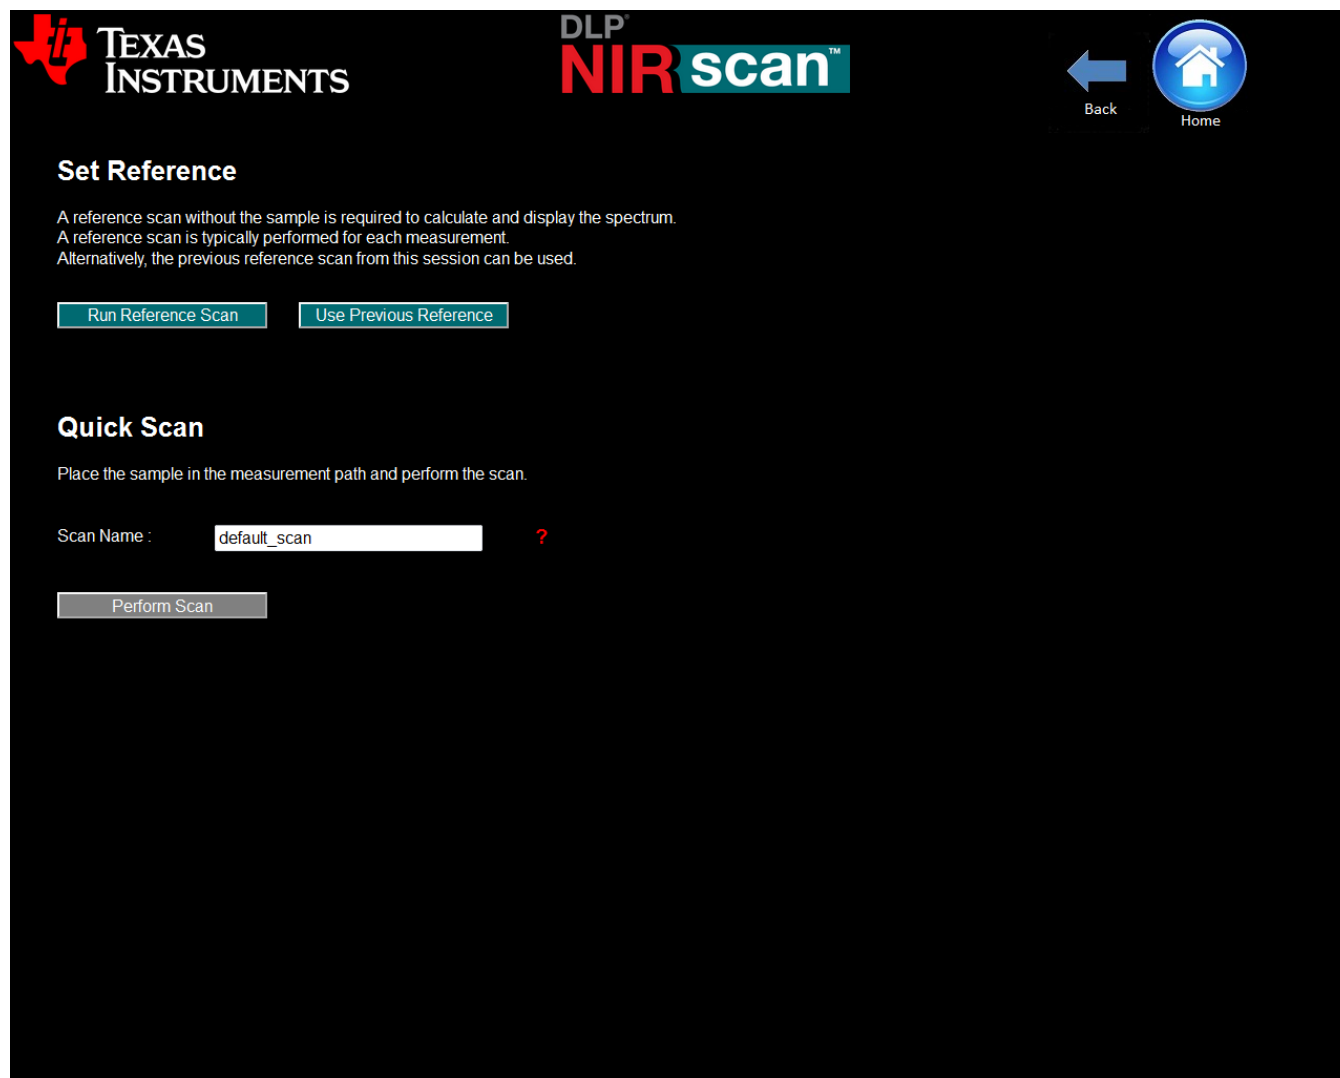 TEXAS
INSTRUMENTS
DLP®
NIRscan™
Back
Home
Set Reference
A reference scan without the sample is required to calculate and display the spectrum.
A reference scan is typically performed for each measurement.
Alternatively, the previous reference scan from this session can be used.
Run Reference Scan
Use Previous Reference
Quick Scan
Place the sample in the measurement path and perform the scan.
Scan Name : default_scan ?
Perform Scan